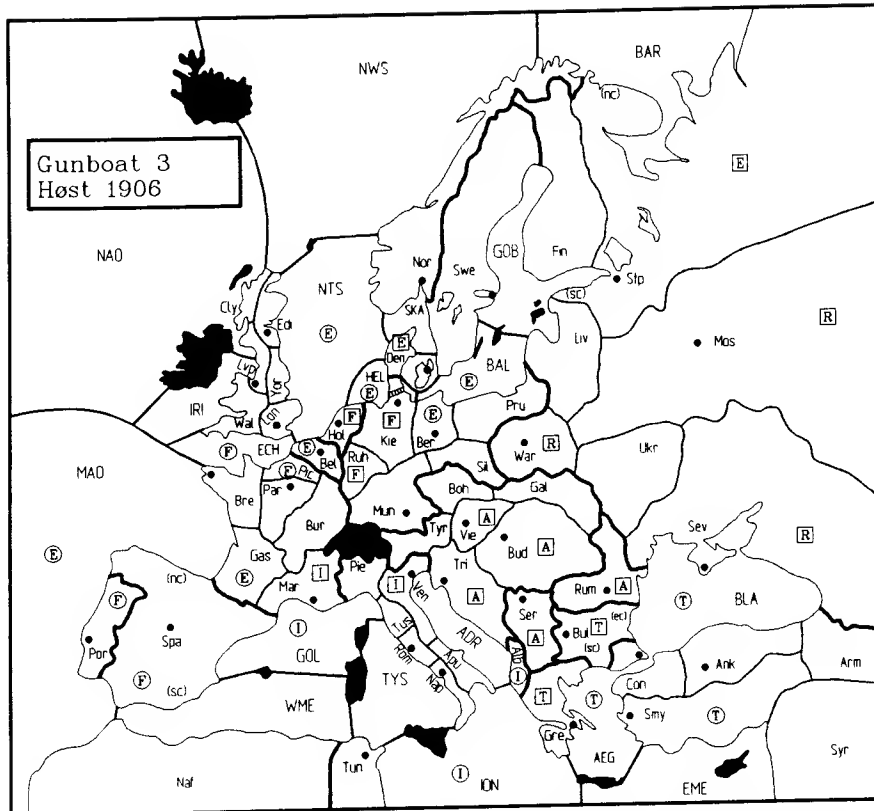 NWS
BAR
(nc)
Gunboat 3
Høst 1906
E
NAO
GOB
Fin
Nor
Swe
Stp
NTS
(sc)
Cly
SKA
R
Edi
E
E
Mos
Den
Liv
Lvp
Yor
HEL
BAL
E
E
IRI
F
F
E
Pru
Wal
Lon
Hol
Kie
Ber
War
R
Ukr
F
ECH
E
Bel
Ruh
F
Pic
F
Sil
MAO
Par
Boh
Gal
Bre
Mun
Bur
Tyr
Vie
A
Sev
Bud
A
E
Gas
E
(nc)
Mar
I
Pie
I
Ven
Tri
A
Rum
A
R
F
Por
Spa
I
GOL
Tus
ADR
Ser
A
Bul
T
(ec)
(sc)
T
BLA
Rom
Apu
Alb
I
Ank
Arm
F
(sc)
TYS
Nap
Con
WME
T
T
Smy
T
Gre
Syr
Naf
Tun
I
ION
AEG
EME